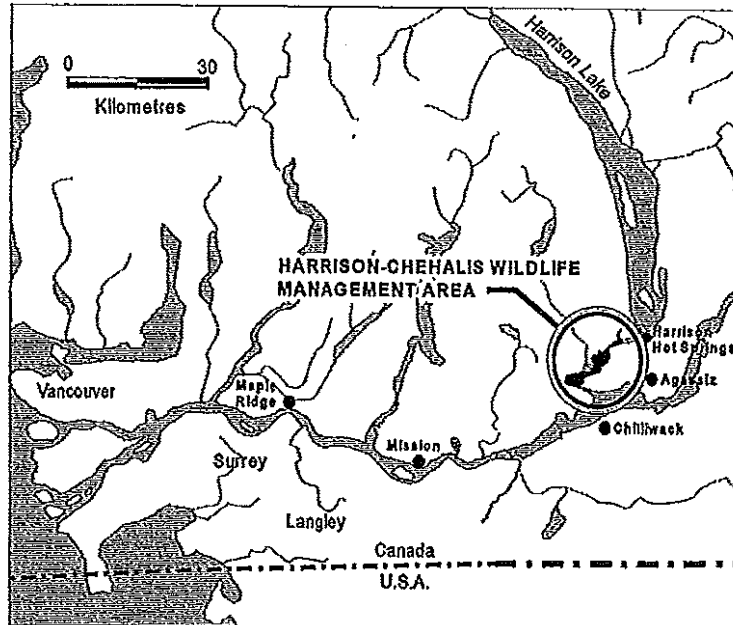 0 30
Kilometres
Harrison Lake
HARRISON-CHEHALIS WILDLIFE
MANAGEMENT AREA
Harrison
Hot Springs
Agassiz
Chilliwack
Vancouver
Maple
Ridge
Mission
Surrey
Langley
Canada
U.S.A.